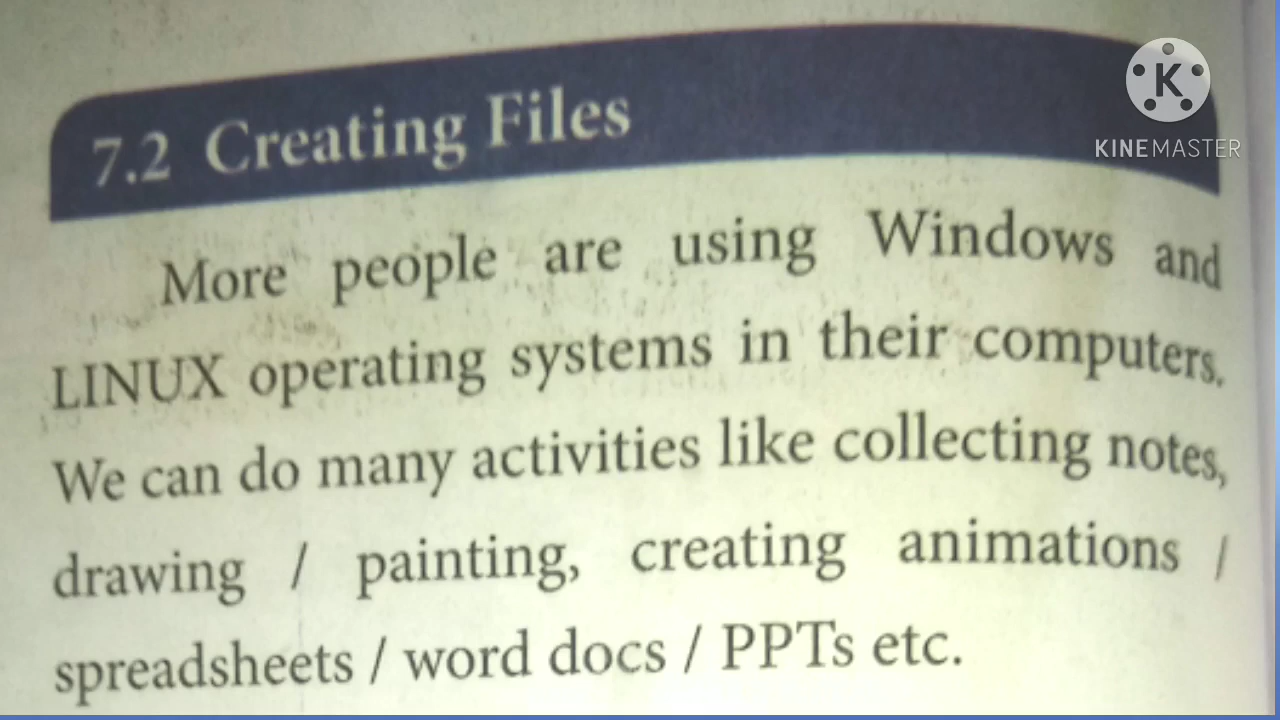 K
KINEMASTER
7.2 Creating Files
More people are using Windows and
LINUX operating systems in their computers.
We can do many activities like collecting notes,
drawing / painting, creating animations /
spreadsheets / word docs / PPTs etc.